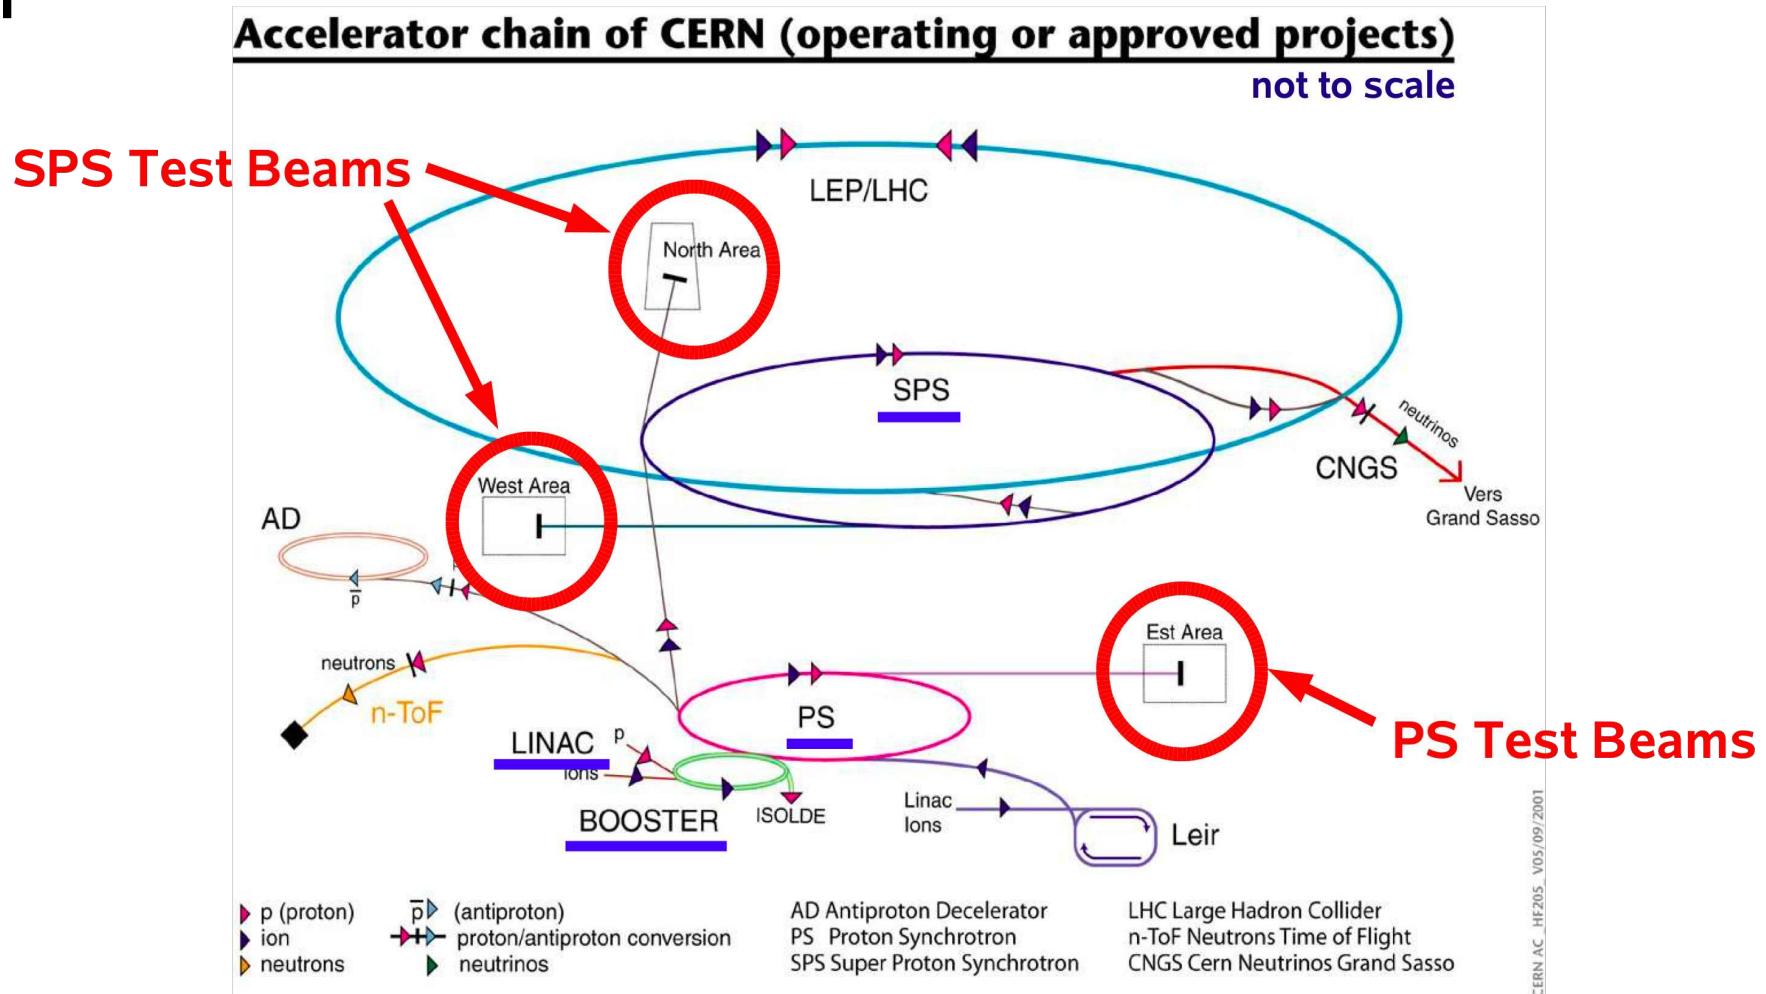 Accelerator chain of CERN (operating or approved projects)
not to scale
SPS Test Beams
LEP/LHC
North Area
SPS
neutrinos
CNGS
Vers
Grand Sasso
West Area
AD
p
Est Area
neutrons
n-ToF
PS
PS Test Beams
LINAC
p
ions
BOOSTER
ISOLDE
Linac
Ions
Leir
p (proton)
ion
neutrons
p (antiproton)
proton/antiproton conversion
neutrinos
AD Antiproton Decelerator
PS Proton Synchrotron
SPS Super Proton Synchrotron
LHC Large Hadron Collider
n-ToF Neutrons Time of Flight
CNGS Cern Neutrinos Grand Sasso
CERN AC _HF205_ V05/09/2001